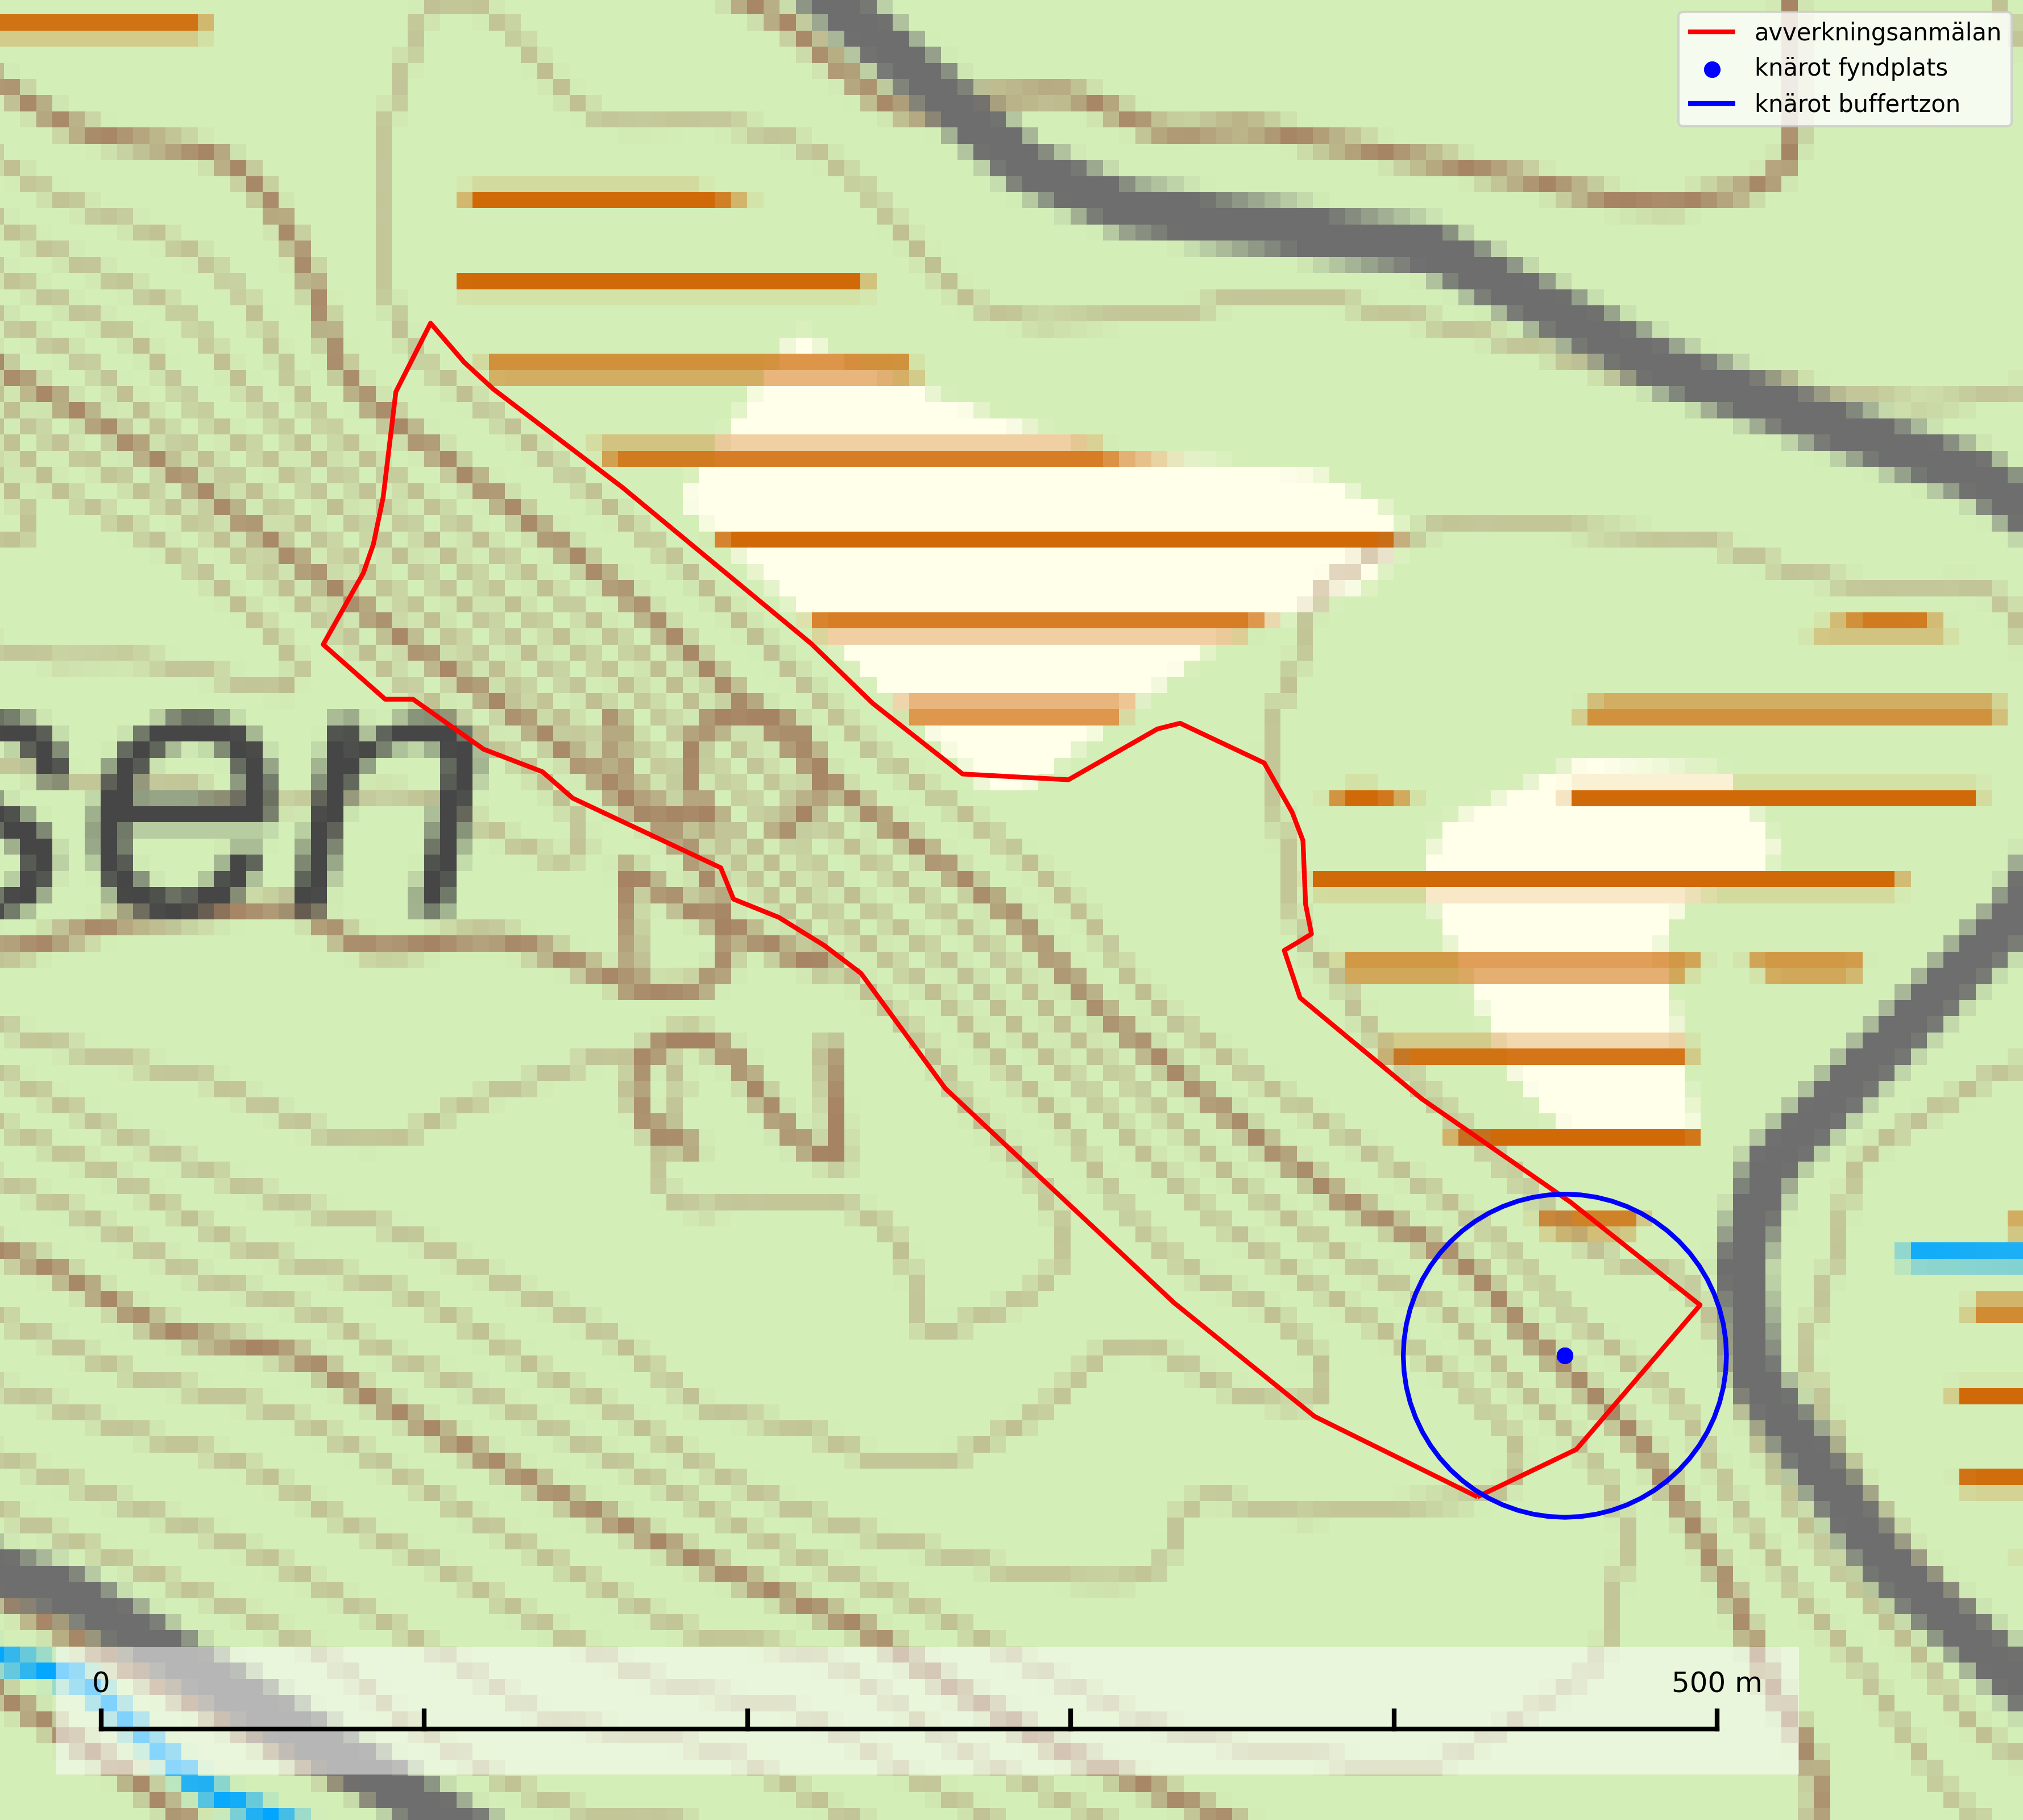 avverkningsanmälan
knärot fyndplats
knärot buffertzon
sen
0
500 m